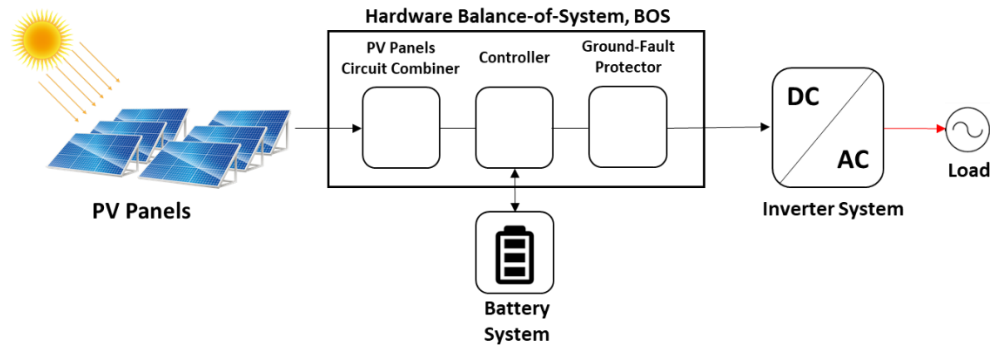 Hardware Balance-of-System, BOS
PV Panels
Circuit Combiner
Controller
Ground-Fault
Protector
DC
AC
Load
PV Panels
Inverter System
Battery
System